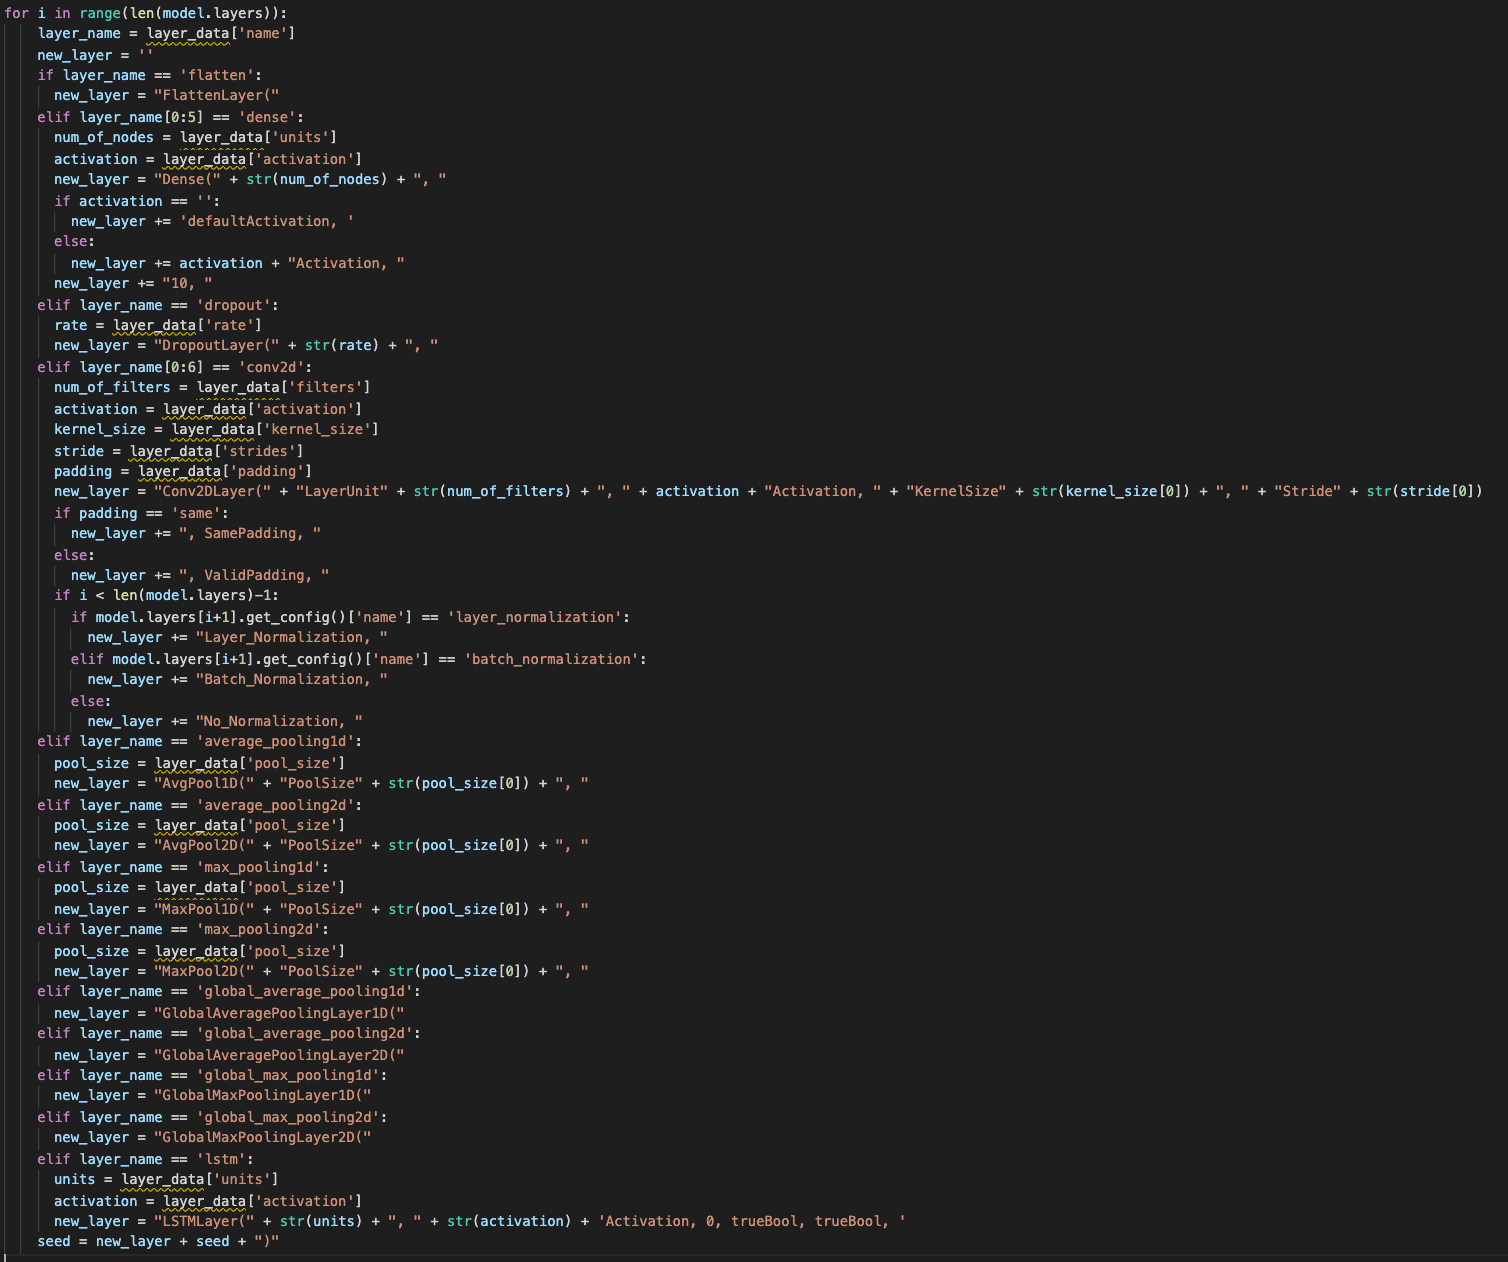 for i in range(len(model.layers)):
    layer_name = layer_data['name']
    new_layer = ''
    if layer_name == 'flatten':
      new_layer = "FlattenLayer("
    elif layer_name[0:5] == 'dense':
      num_of_nodes = layer_data['units']
      activation = layer_data['activation']
      new_layer = "Dense(" + str(num_of_nodes) + ", "
      if activation == '':
        new_layer += 'defaultActivation, '
      else:
        new_layer += activation + "Activation, "
      new_layer += "10, "
    elif layer_name == 'dropout':
      rate = layer_data['rate']
      new_layer = "DropoutLayer(" + str(rate) + ", "
    elif layer_name[0:6] == 'conv2d':
      num_of_filters = layer_data['filters']
      activation = layer_data['activation']
      kernel_size = layer_data['kernel_size']
      stride = layer_data['strides']
      padding = layer_data['padding']
      new_layer = "Conv2DLayer(" + "LayerUnit" + str(num_of_filters) + ", " + activation + "Activation, " + "KernelSize" + str(kernel_size[0]) + ", " + "Stride" + str(stride[0])
      if padding == 'same':
        new_layer += ", SamePadding, "
      else:
        new_layer += ", ValidPadding, "
      if i < len(model.layers)-1:
        if model.layers[i+1].get_config()['name'] == 'layer_normalization':
          new_layer += "Layer_Normalization, "
        elif model.layers[i+1].get_config()['name'] == 'batch_normalization':
          new_layer += "Batch_Normalization, "
        else:
          new_layer += "No_Normalization, "
    elif layer_name == 'average_pooling1d':
      pool_size = layer_data['pool_size']
      new_layer = "AvgPool1D(" + "PoolSize" + str(pool_size[0]) + ", "
    elif layer_name == 'average_pooling2d':
      pool_size = layer_data['pool_size']
      new_layer = "AvgPool2D(" + "PoolSize" + str(pool_size[0]) + ", "
    elif layer_name == 'max_pooling1d':
      pool_size = layer_data['pool_size']
      new_layer = "MaxPool1D(" + "PoolSize" + str(pool_size[0]) + ", "
    elif layer_name == 'max_pooling2d':
      pool_size = layer_data['pool_size']
      new_layer = "MaxPool2D(" + "PoolSize" + str(pool_size[0]) + ", "
    elif layer_name == 'global_average_pooling1d':
      new_layer = "GlobalAveragePoolingLayer1D("
    elif layer_name == 'global_average_pooling2d':
      new_layer = "GlobalAveragePoolingLayer2D("
    elif layer_name == 'global_max_pooling1d':
      new_layer = "GlobalMaxPoolingLayer1D("
    elif layer_name == 'global_max_pooling2d':
      new_layer = "GlobalMaxPoolingLayer2D("
    elif layer_name == 'lstm':
      units = layer_data['units']
      activation = layer_data['activation']
      new_layer = "LSTMLayer(" + str(units) + ", " + str(activation) + 'Activation, 0, trueBool, trueBool, '
    seed = new_layer + seed + ")"